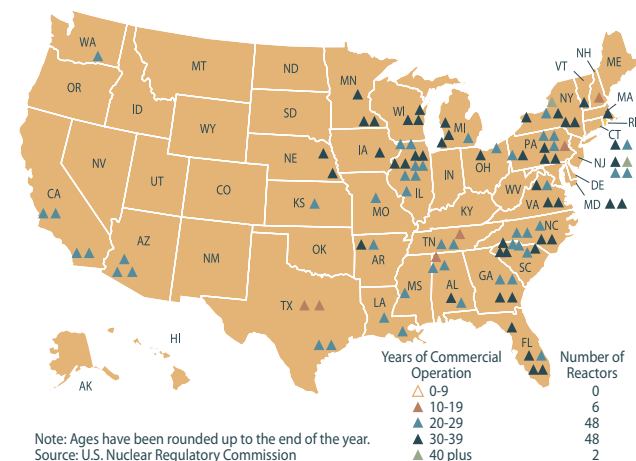 NH
WA
VT
ME
MT
ND
MN
OR
NY
MA
ID
SD
WI
MI
RI
CT
WY
IA
PA
NE
NJ
NV
OH
IN
IL
UT
DE
CO
WV
MD
CA
KS
MO
VA
KY
NC
TN
AZ
OK
NM
AR
SC
GA
MS
AL
TX
LA
HI
FL
AK
Years of Commercial Operation
Number of Reactors
0-9 0
10-19 6
20-29 48
30-39 48
40 plus 2
Note: Ages have been rounded up to the end of the year.
Source: U.S. Nuclear Regulatory Commission